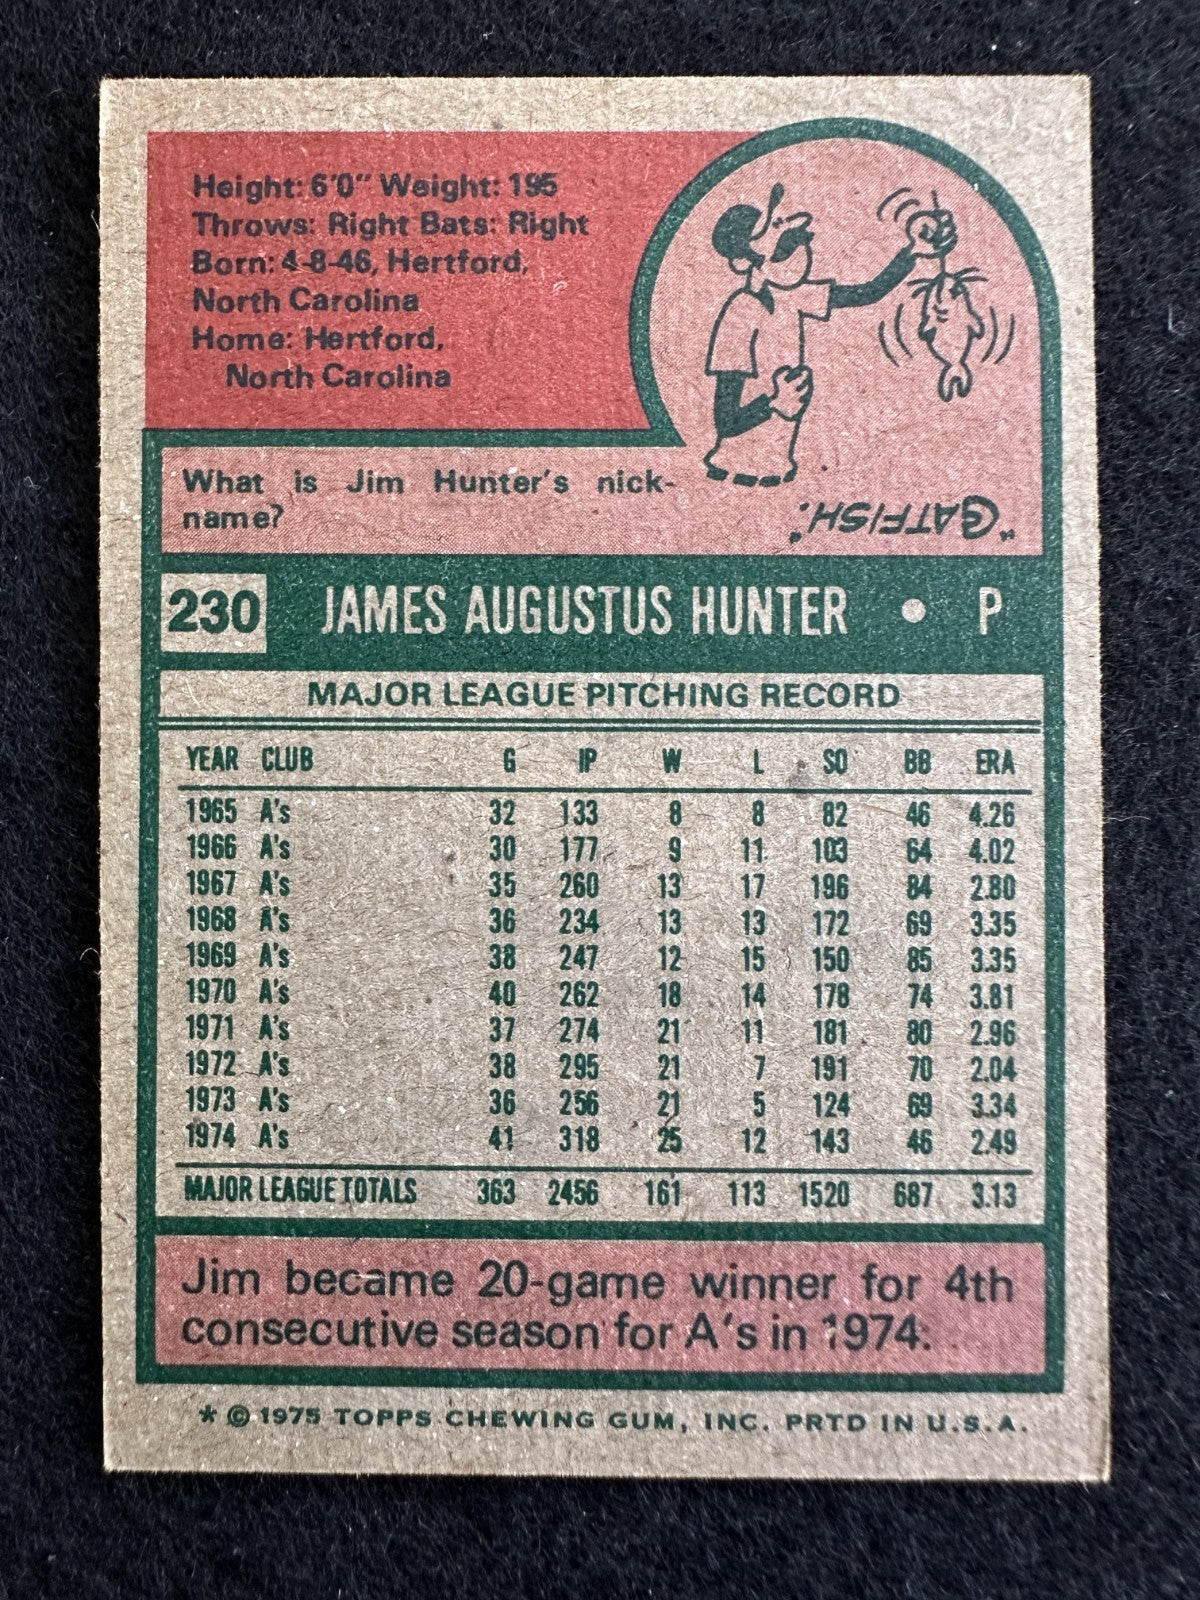 Height: 6'0" Weight: 195
Throws: Right Bats: Right
Born: 4-8-46, Hertford,
North Carolina
Home: Hertford,
North Carolina
What is Jim Hunter's nick-
name?
"CATFISH."
230 JAMES AUGUSTUS HUNTER • P
MAJOR LEAGUE PITCHING RECORD
YEAR CLUB G IP W L SO BB ERA
1965 A's 32 133 8 8 82 46 4.26
1966 A's 30 177 9 11 103 64 4.02
1967 A's 35 260 13 17 196 84 2.80
1968 A's 36 234 13 13 172 69 3.35
1969 A's 38 247 12 15 150 85 3.35
1970 A's 40 262 18 14 178 74 3.81
1971 A's 37 274 21 11 181 80 2.96
1972 A's 38 295 21 7 191 70 2.04
1973 A's 36 256 21 5 124 69 3.34
1974 A's 41 318 25 12 143 46 2.49
MAJOR LEAGUE TOTALS 363 2456 161 113 1520 687 3.13
Jim became 20-game winner for 4th
consecutive season for A's in 1974.
* © 1975 TOPPS CHEWING GUM, INC. PRTD IN U.S.A.